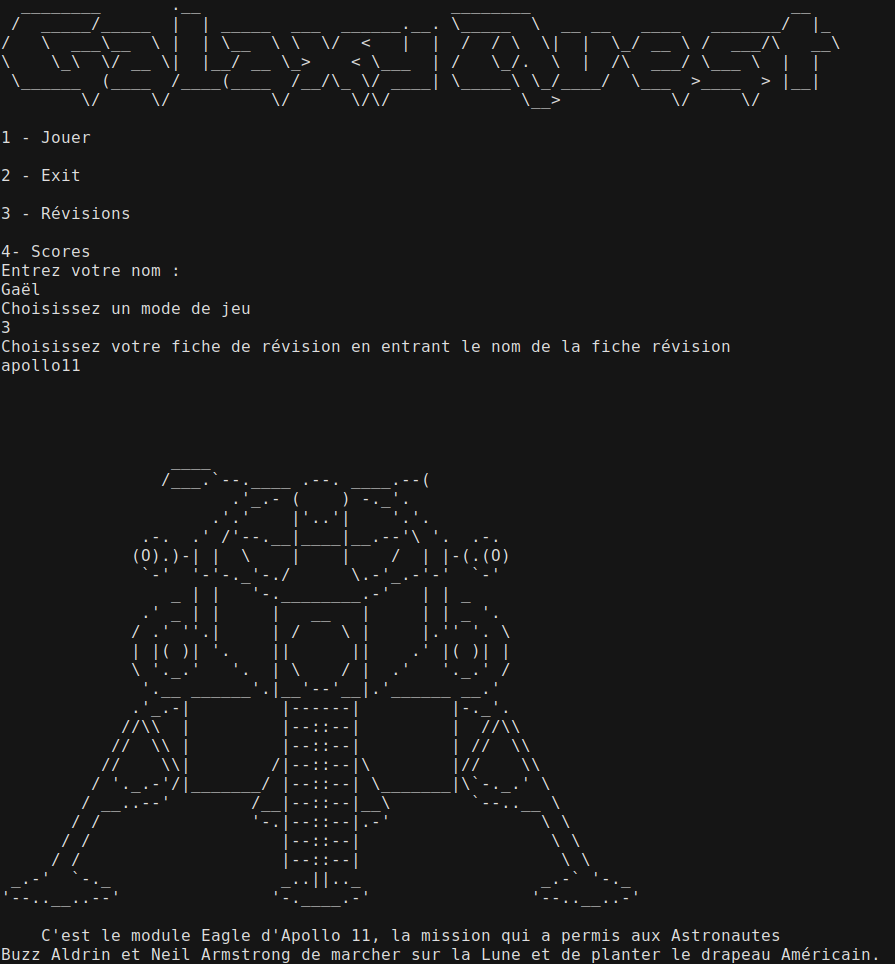 Galaxy Quest
1 - Jouer
2 - Exit
3 - Révisions
4- Scores
Entrez votre nom :
Gaël
Choisissez un mode de jeu
3
Choisissez votre fiche de révision en entrant le nom de la fiche révision
apollo11
C'est le module Eagle d'Apollo 11, la mission qui a permis aux Astronautes
Buzz Aldrin et Neil Armstrong de marcher sur la Lune et de planter le drapeau Américain.